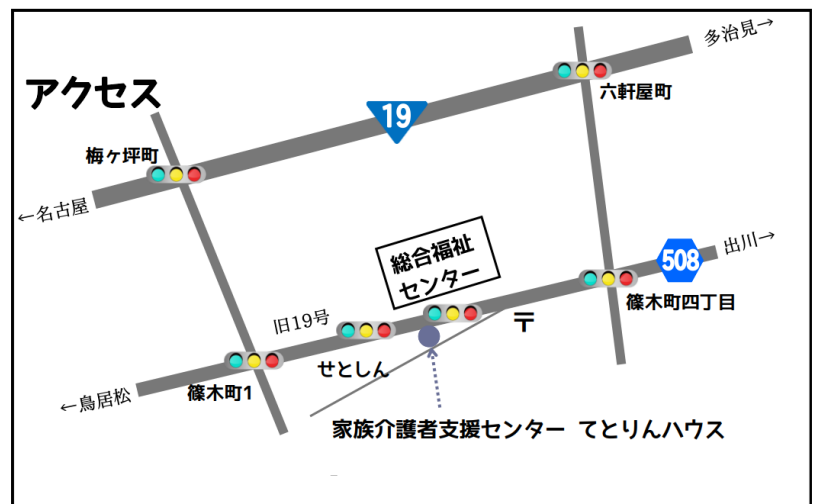 多治見→
アクセス
19
六軒屋町
梅ヶ坪町
←名古屋
総合福祉
センター
出川→
508
篠木町四丁目
旧19号
〒
せとしん
←鳥居松
篠木町1
家族介護者支援センター てとりんハウス